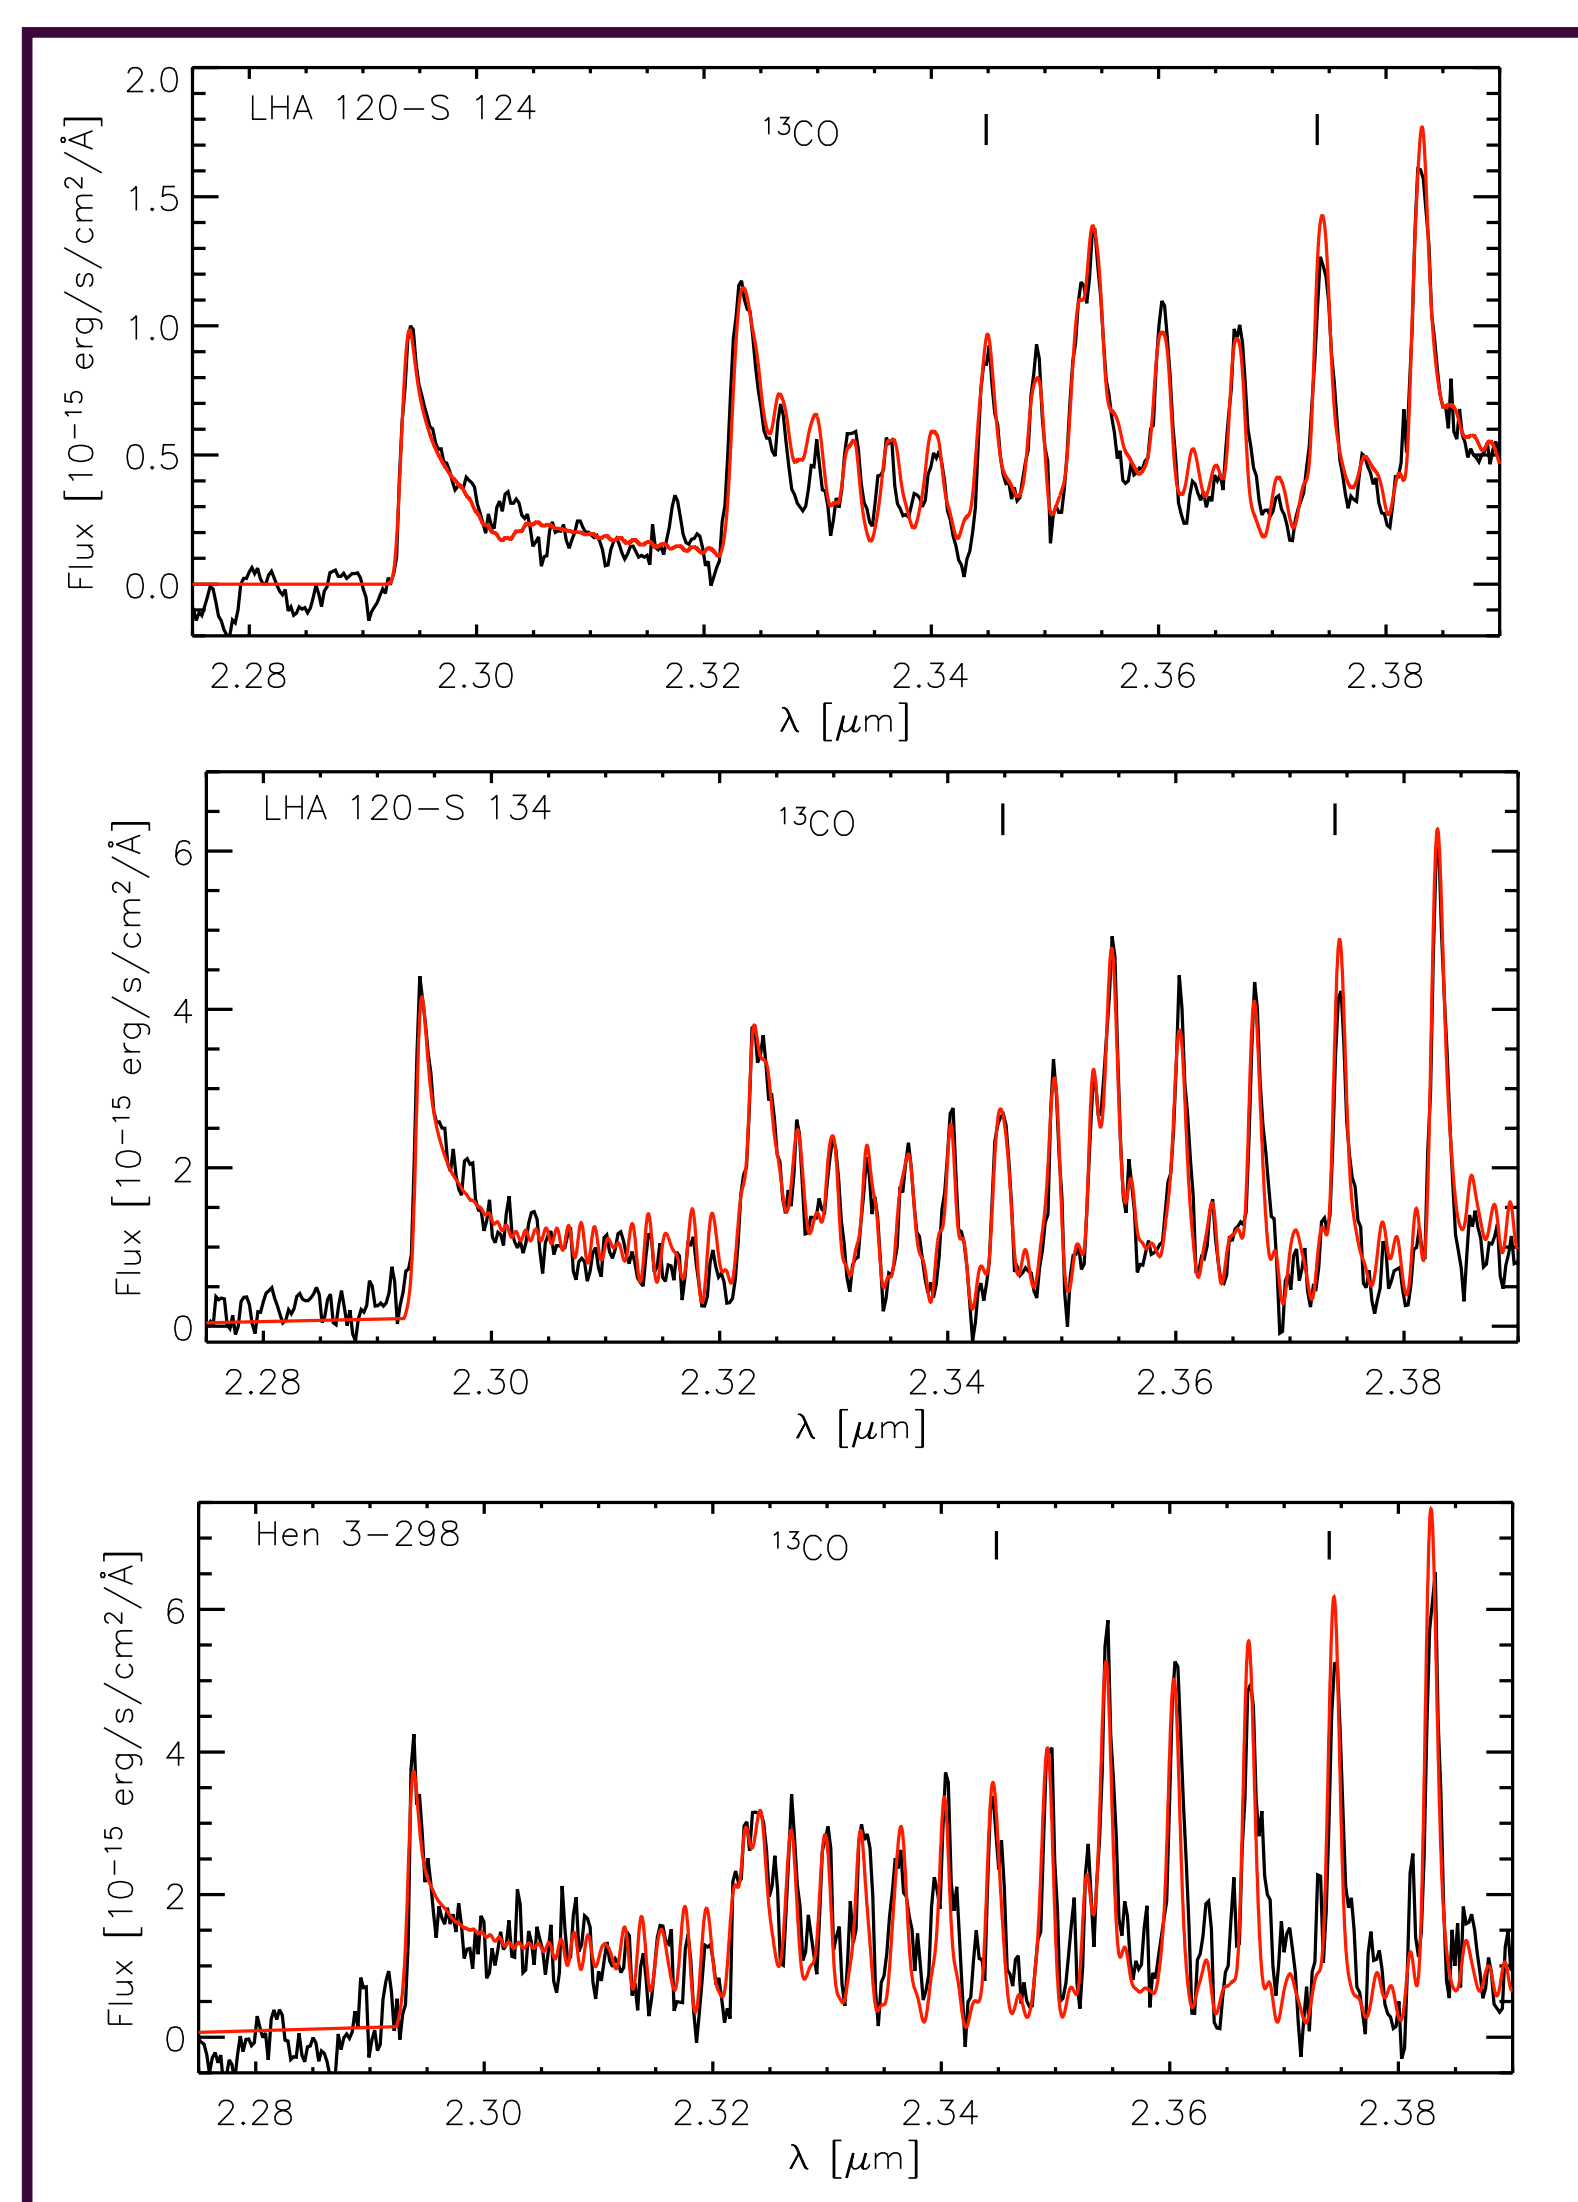 LHA 120-S 124
¹³CO
2.0
1.5
1.0
0.5
0.0
Flux [10⁻¹⁵ erg/s/cm²/Å]
2.28 2.30 2.32 2.34 2.36 2.38
λ [μm]
LHA 120-S 134
¹³CO
6
4
2
0
Flux [10⁻¹⁵ erg/s/cm²/Å]
2.28 2.30 2.32 2.34 2.36 2.38
λ [μm]
Hen 3-298
¹³CO
6
4
2
0
Flux [10⁻¹⁵ erg/s/cm²/Å]
2.28 2.30 2.32 2.34 2.36 2.38
λ [μm]